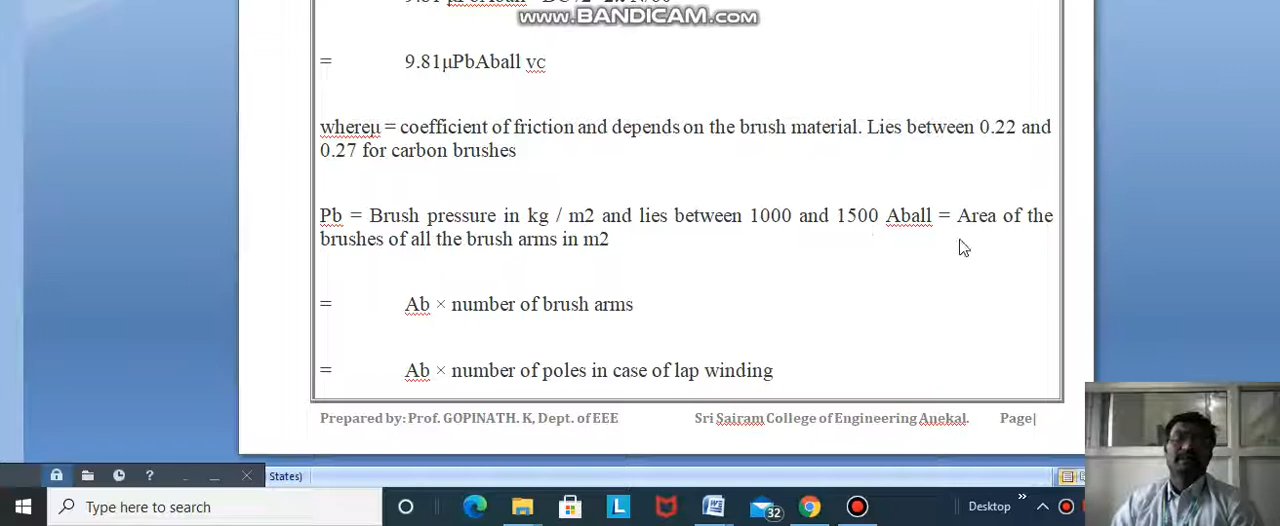 www.BANDICAM.com
= 9.81μPbAball vc
whereμ = coefficient of friction and depends on the brush material. Lies between 0.22 and
0.27 for carbon brushes
Pb = Brush pressure in kg / m2 and lies between 1000 and 1500 Aball = Area of the
brushes of all the brush arms in m2
= Ab × number of brush arms
= Ab × number of poles in case of lap winding
Prepared by: Prof. GOPINATH. K, Dept. of EEE Sri Sairam College of Engineering Anekal. Page|
States)
Type here to search
32
Desktop